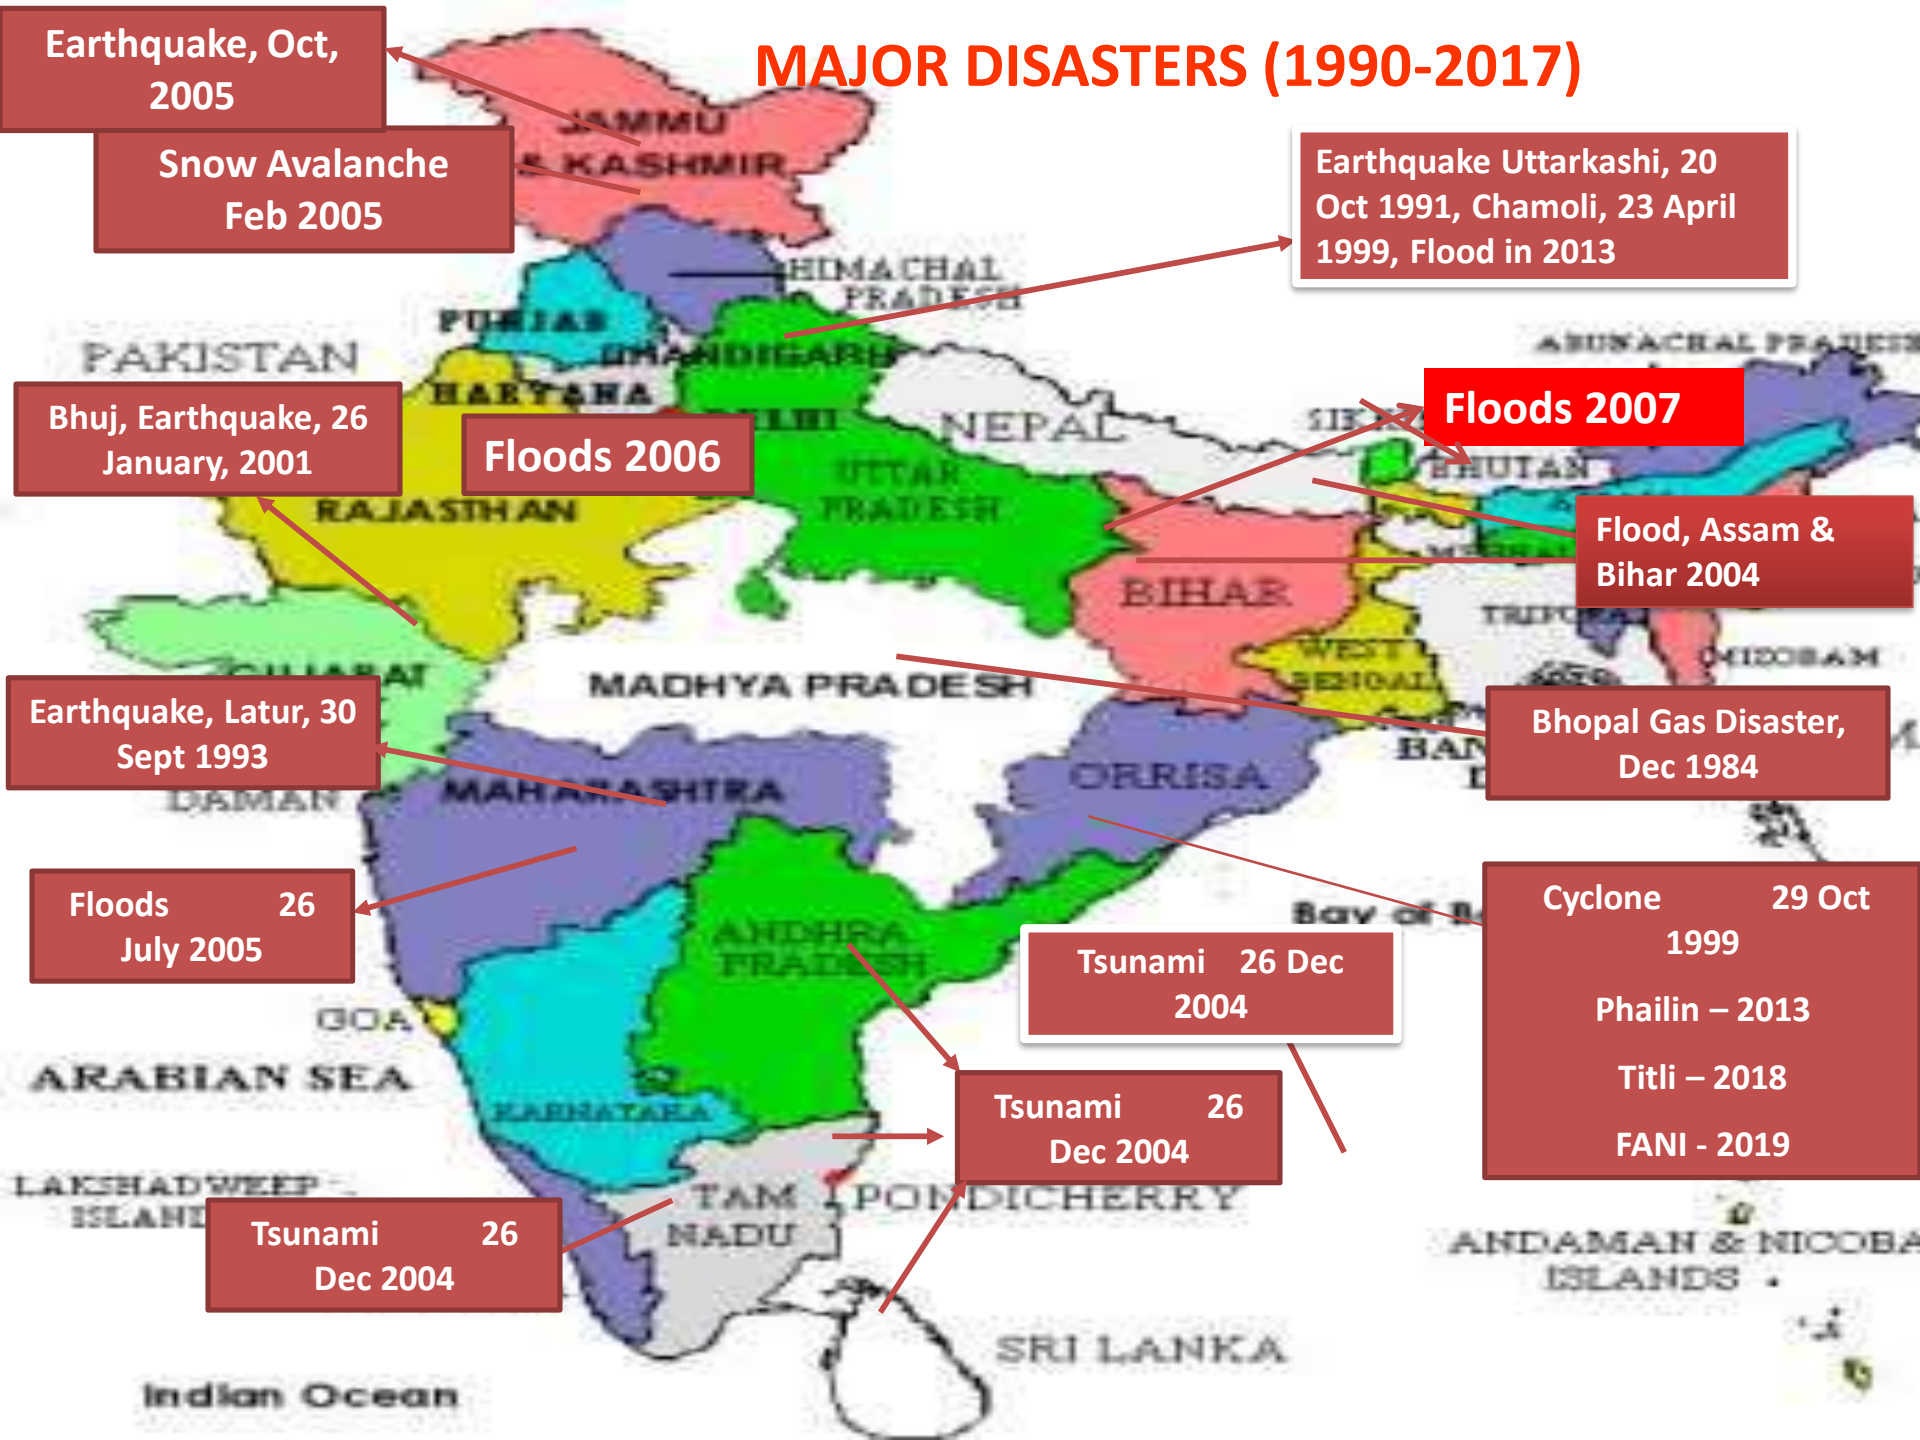 MAJOR DISASTERS (1990-2017)
Earthquake, Oct,
2005
Snow Avalanche
Feb 2005
JAMMU
& KASHMIR
Earthquake Uttarkashi, 20
Oct 1991, Chamoli, 23 April
1999, Flood in 2013
HIMACHAL
PRADESH
PUNJAB
PAKISTAN
HARYANA
Bhuj, Earthquake, 26
January, 2001
Floods 2006
NEPAL
Floods 2007
BHUTAN
RAJASTHAN
UTTAR
PRADESH
Flood, Assam &
Bihar 2004
BIHAR
WEST
BENGAL
MIZORAM
GUJARAT
MADHYA PRADESH
Earthquake, Latur, 30
Sept 1993
Bhopal Gas Disaster,
Dec 1984
DAMAN
MAHARASHTRA
ORRISA
Floods 26
July 2005
Cyclone 29 Oct
1999
Phailin – 2013
Titli – 2018
FANI - 2019
Bay of
ANDHRA
PRADESH
Tsunami 26 Dec
2004
GOA
ARABIAN SEA
KARNATAKA
Tsunami 26
Dec 2004
LAKSHADWEEP
TAM
NADU
PONDICHERRY
Tsunami 26
Dec 2004
ANDAMAN & NICOBA
ISLANDS
SRI LANKA
Indian Ocean